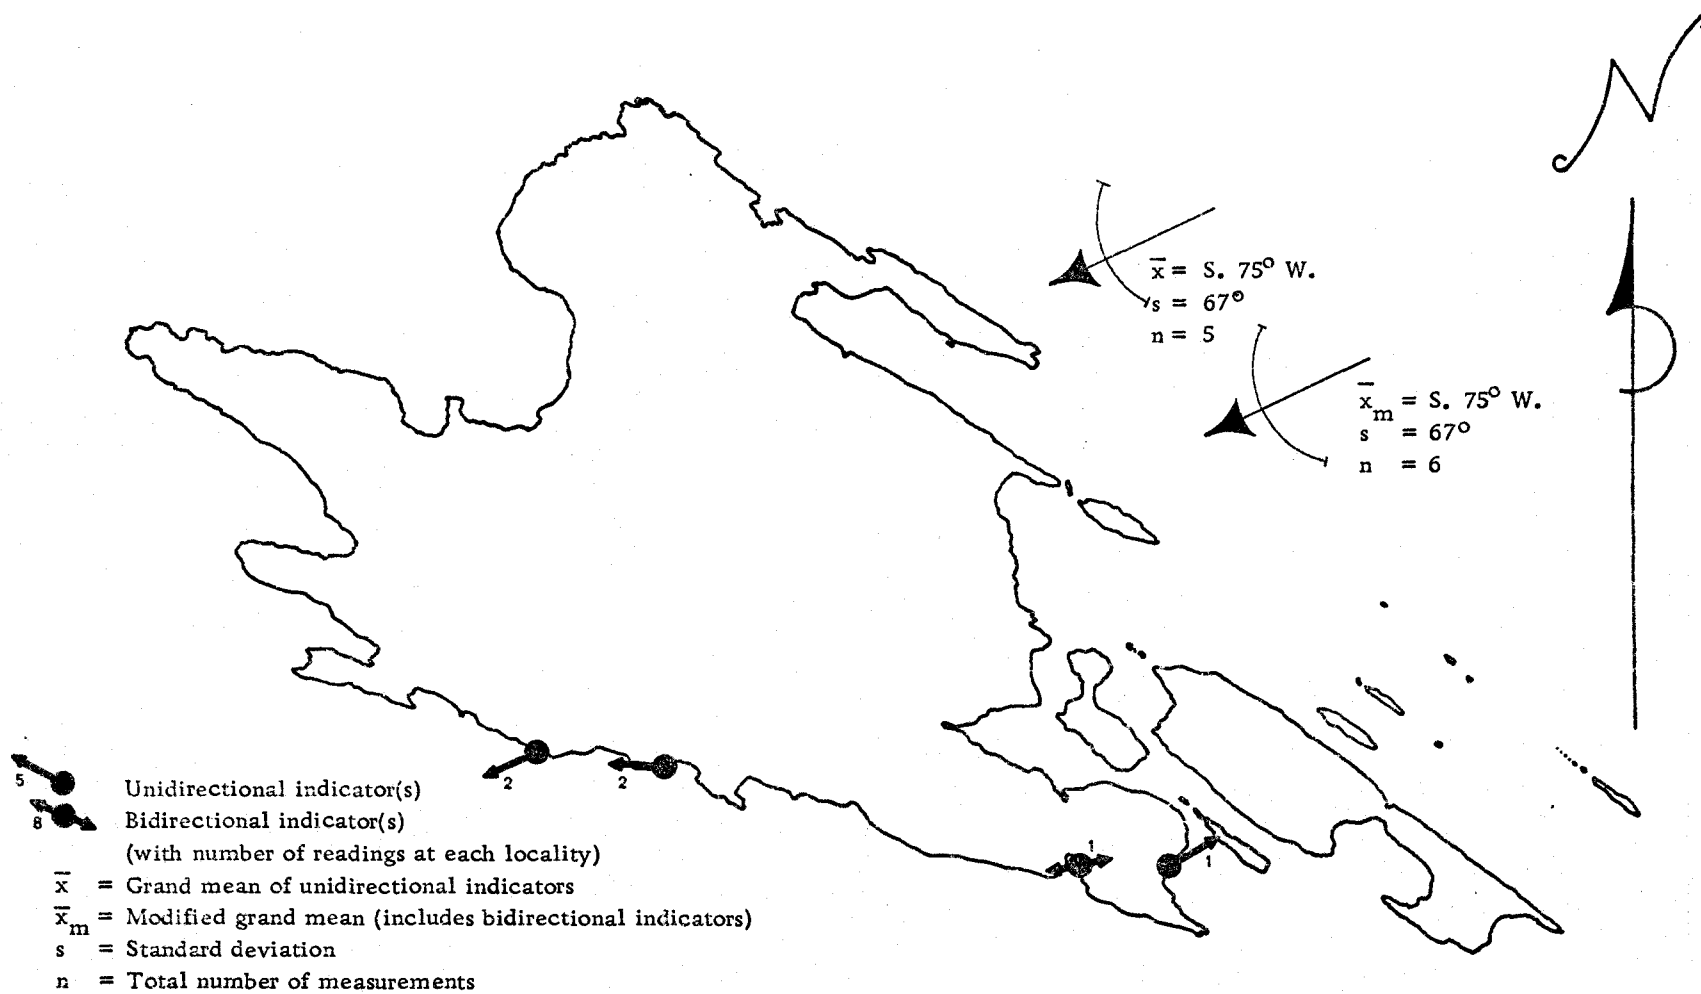 N
x̄ = S. 75° W.
s = 67°
n = 5
x̄m = S. 75° W.
s = 67°
n = 6
2
2
1
1
5
Unidirectional indicator(s)
8
Bidirectional indicator(s)
(with number of readings at each locality)
x̄ = Grand mean of unidirectional indicators
x̄m = Modified grand mean (includes bidirectional indicators)
s = Standard deviation
n = Total number of measurements